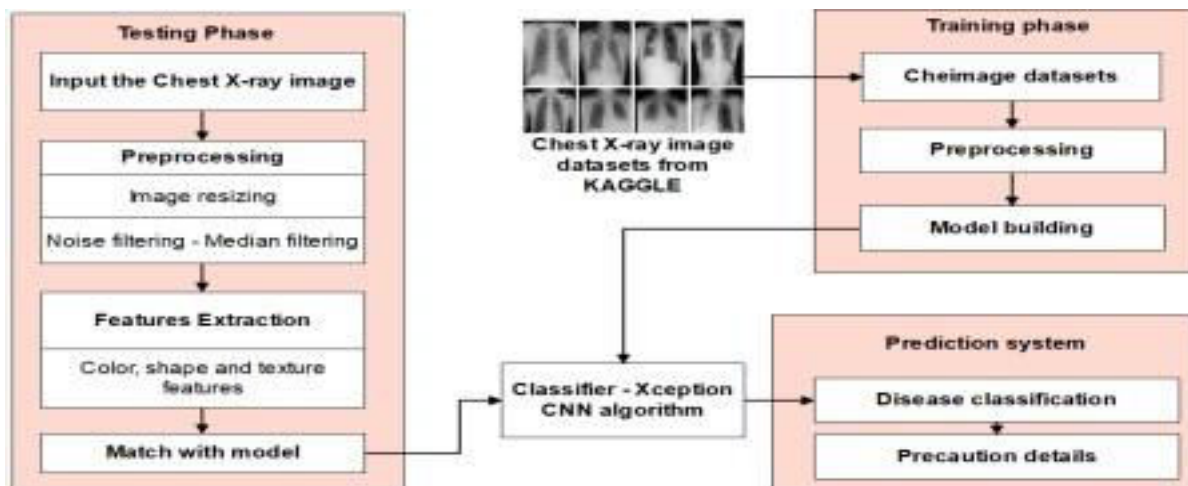 Testing Phase
Input the Chest X-ray image
Preprocessing
Image resizing
Noise filtering - Median filtering
Features Extraction
Color, shape and texture
features
Match with model
Chest X-ray image
datasets from
KAGGLE
Training phase
Cheimage datasets
Preprocessing
Model building
Classifier - Xception
CNN algorithm
Prediction system
Disease classification
Precaution details